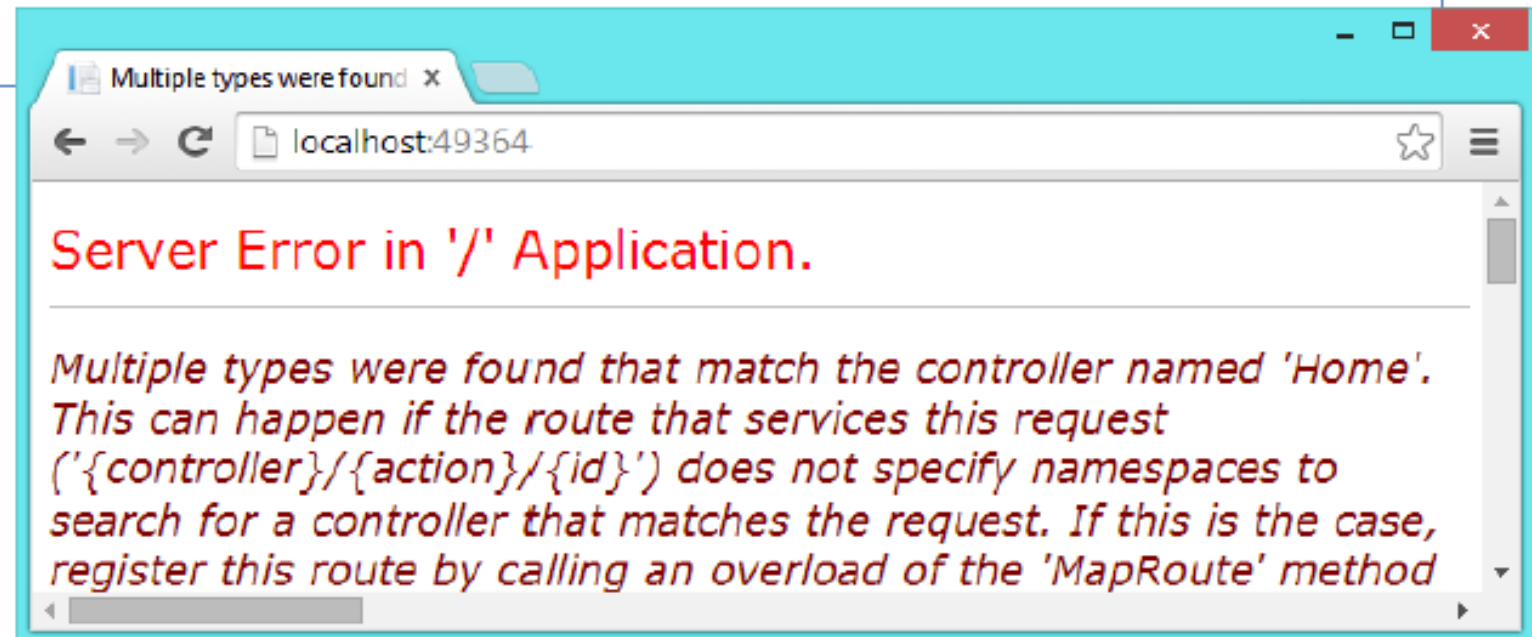 Multiple types were found
localhost:49364
Server Error in '/' Application.
Multiple types were found that match the controller named 'Home'.
This can happen if the route that services this request
('{controller}/{action}/{id}') does not specify namespaces to
search for a controller that matches the request. If this is the case,
register this route by calling an overload of the 'MapRoute' method